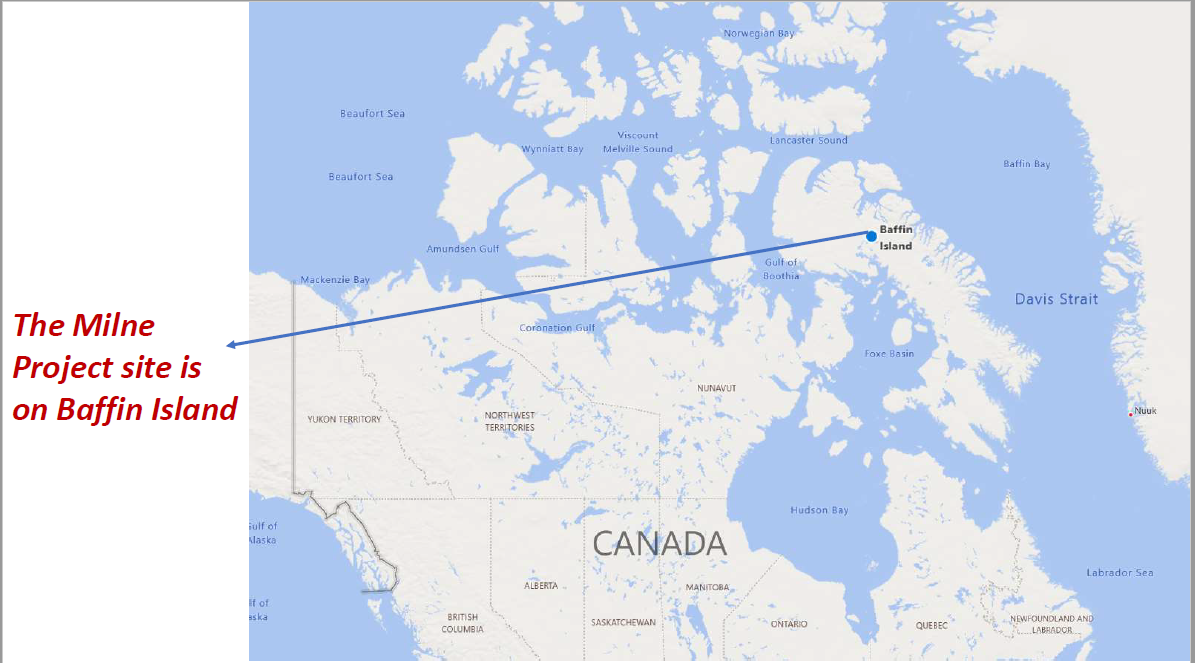 Norwegian Bay
Beaufort Sea
Viscount
Melville Sound
Lancaster Sound
Wynniatt Bay
Baffin Bay
Beaufort Sea
Baffin
Island
Amundsen Gulf
Gulf of
Boothia
Mackenzie Bay
Davis Strait
The Milne
Project site is
on Baffin Island
Coronation Gulf
Foxe Basin
NUNAVUT
Nuuk
YUKON TERRITORY
NORTHWEST
TERRITORIES
Hudson Bay
Gulf of
Alaska
CANADA
Labrador Sea
ALBERTA
MANITOBA
lf of
aska
BRITISH
COLUMBIA
SASKATCHEWAN
ONTARIO
QUEBEC
NEWFOUNDLAND AND
LABRADOR